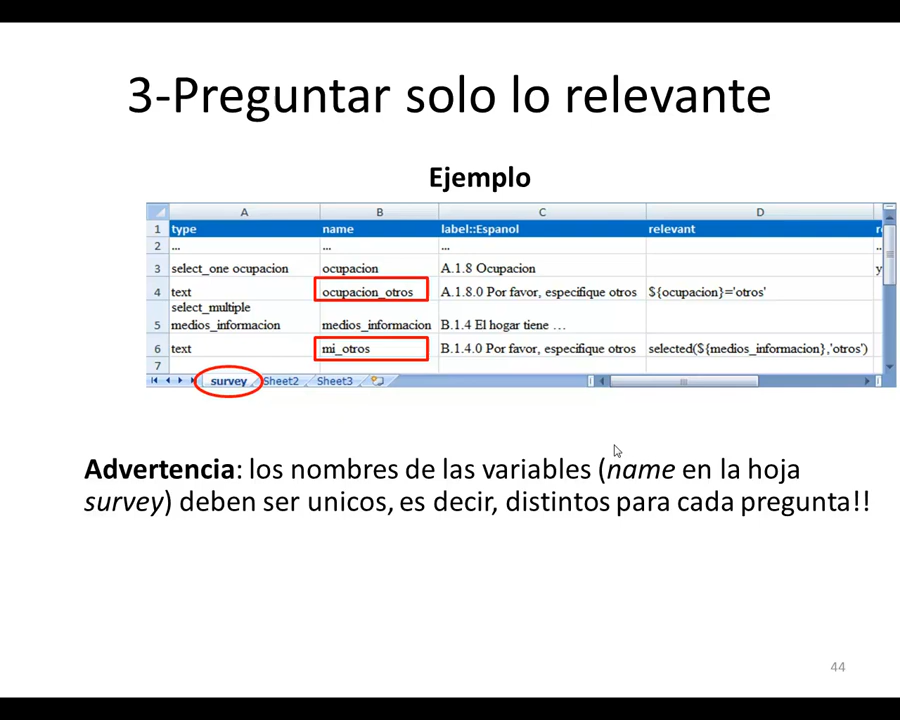 3-Preguntar solo lo relevante
Ejemplo
A B C D
1 type name label::Espanol relevant
2 ... ... ...
3 select_one ocupacion ocupacion A.1.8 Ocupacion y
4 text ocupacion_otros A.1.8.0 Por favor, especifique otros ${ocupacion}='otros'
select_multiple
5 medios_informacion medios_informacion B.1.4 El hogar tiene …
6 text mi_otros B.1.4.0 Por favor, especifique otros selected(${medios_informacion},'otros')
7
survey Sheet2 Sheet3
Advertencia: los nombres de las variables (name en la hoja
survey) deben ser unicos, es decir, distintos para cada pregunta!!
44